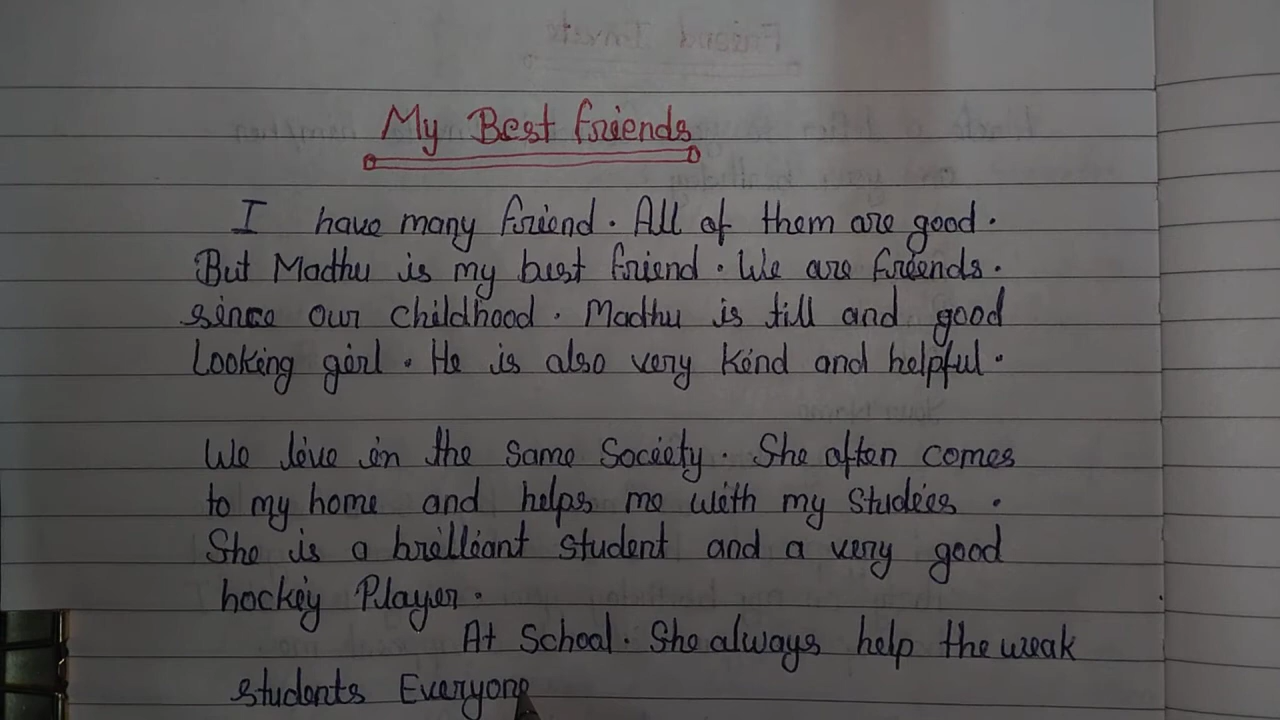 My Best friends
I have many friend. All of them are good.
But Madhu is my best friend. We are friends.
since our childhood. Madhu is till and good
Looking girl. He is also very kind and helpful.
We live in the same Society. She often comes
to my home and helps me with my studies.
She is a brilliant student and a very good
hockey Player.
At School. She always help the weak
students Everyone